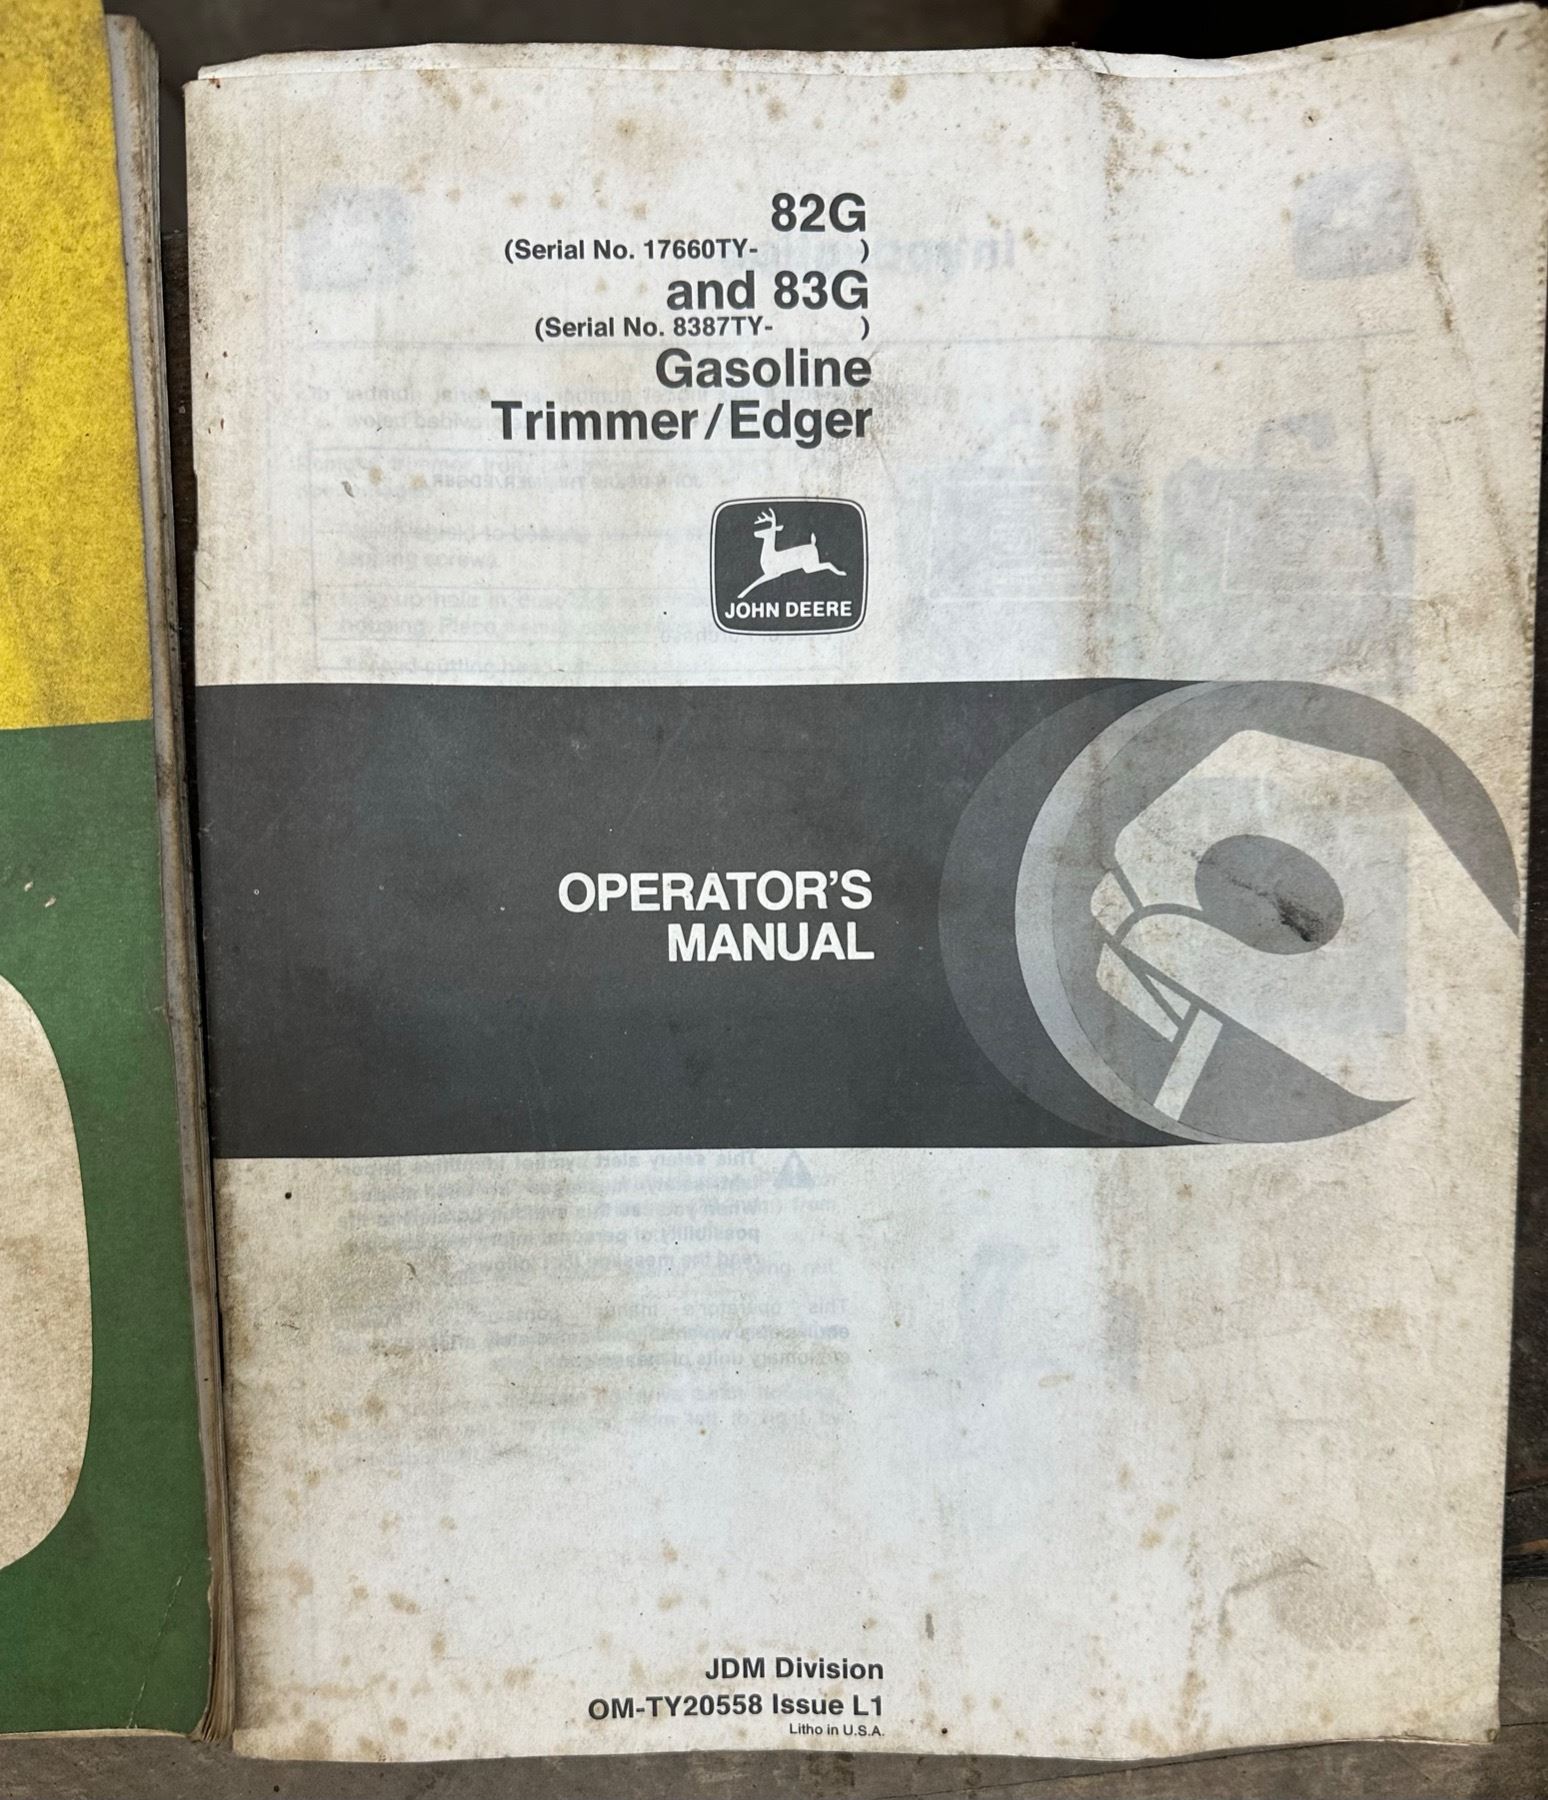 82G
(Serial No. 17660TY- )
and 83G
(Serial No. 8387TY- )
Gasoline
Trimmer/Edger
JOHN DEERE
OPERATOR'S
MANUAL
JDM Division
OM-TY20558 Issue L1
Litho in U.S.A.